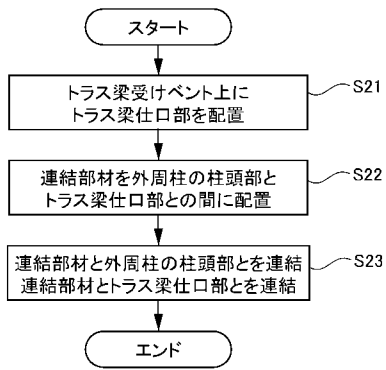 スタート
トラス梁受けベント上に
トラス梁仕口部を配置
S21
連結部材を外周柱の柱頭部と
トラス梁仕口部との間に配置
S22
連結部材と外周柱の柱頭部とを連結
連結部材とトラス梁仕口部とを連結
S23
エンド